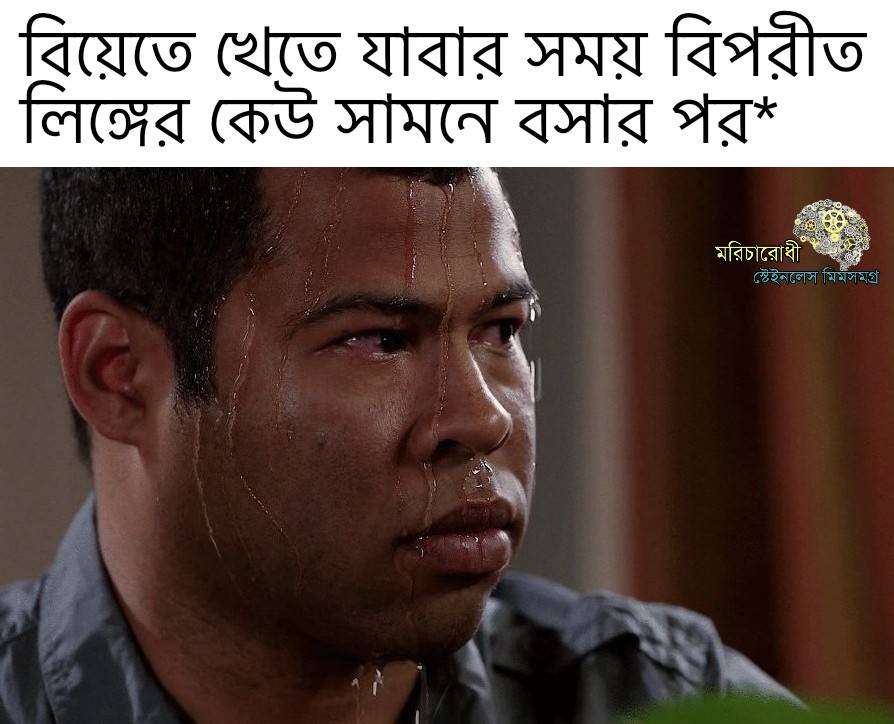 বিয়েতে খেতে যাবার সময় বিপরীত
লিঙ্গের কেউ সামনে বসার পর*
মরিচারোধী
স্টেইনলেস মিমসমগ্র